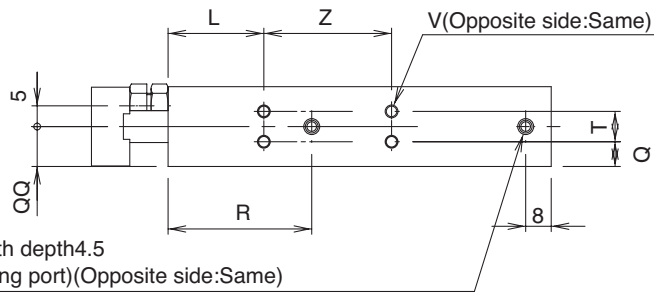 L
Z
V(Opposite side:Same)
5
T
Q
QQ
R
8
th depth4.5
ng port)(Opposite side:Same)